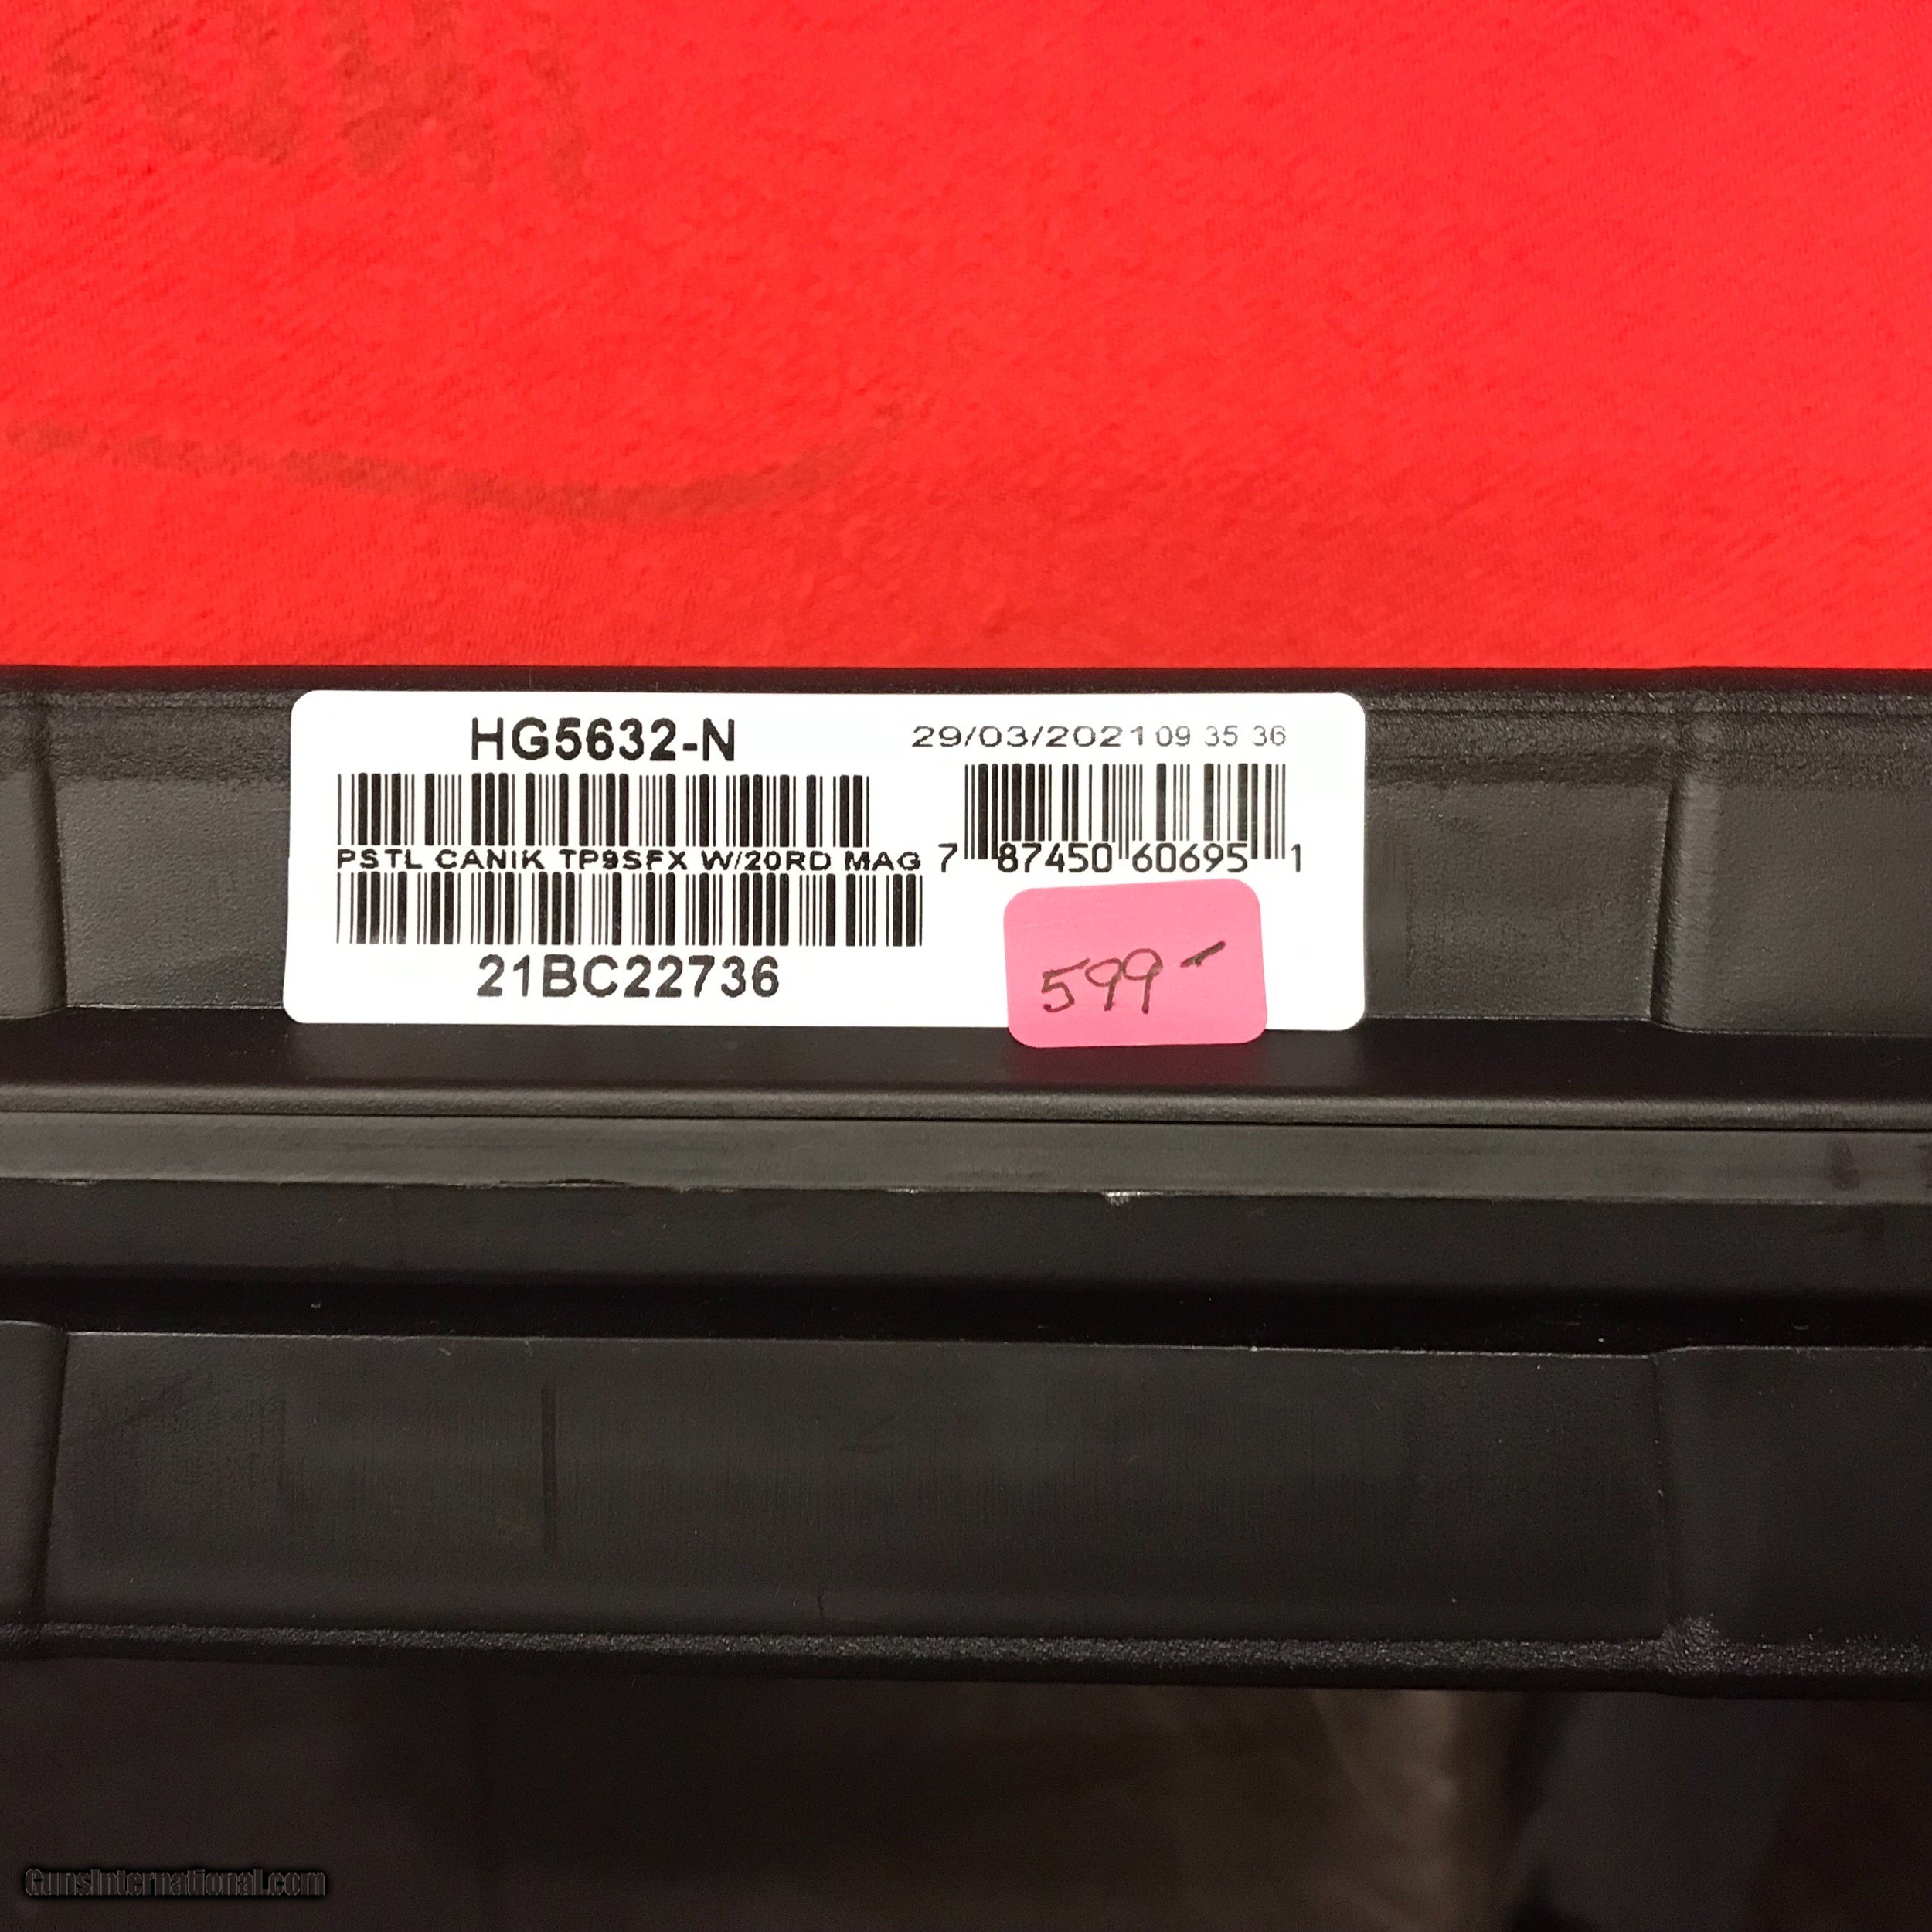 HG5632-N
29/03/2021 09 35 36
PSTL CANIK TP9SFX W/20RD MAG
7 87450 60695 1
21BC22736
599-
GunsInternational.com